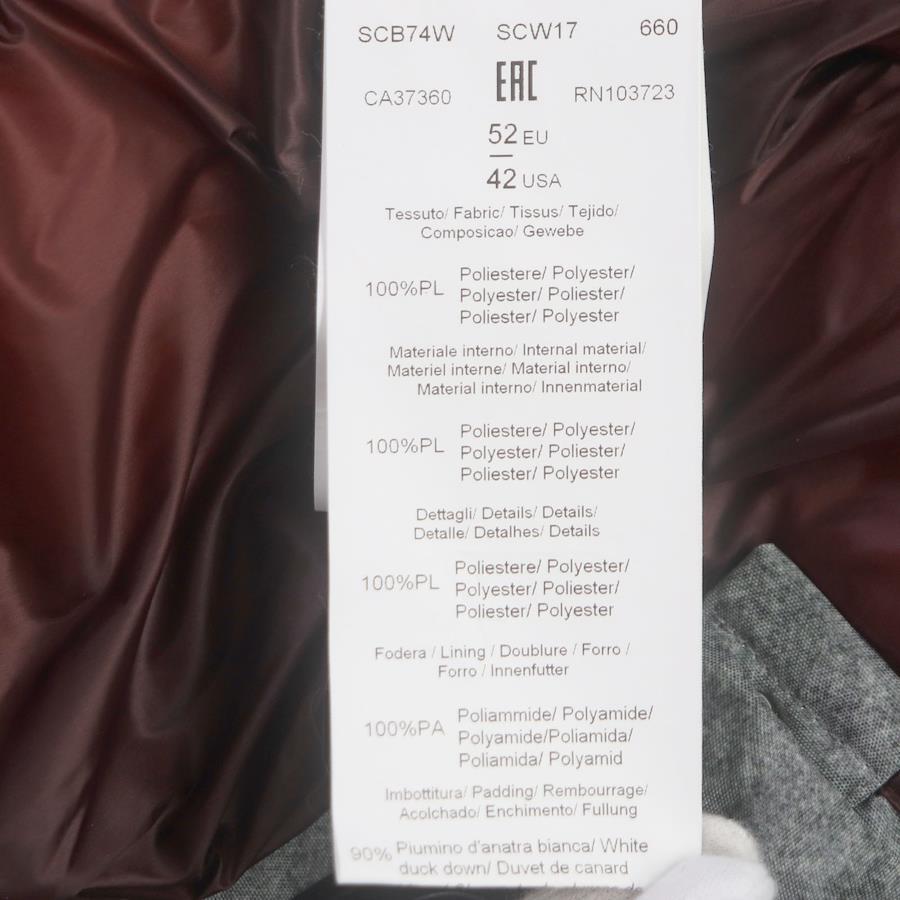 SCB74W SCW17 660
CA37360 EAC RN103723
52 EU
42 USA
Tessuto/ Fabric/ Tissus/ Tejido/
Composicao/ Gewebe
100%PL Poliestere/ Polyester/
Polyester/ Poliester/
Poliester/ Polyester
Materiale interno/ Internal material/
Materiel interne/ Material interno/
Material interno/ Innenmaterial
100%PL Poliestere/ Polyester/
Polyester/ Poliester/
Poliester/ Polyester
Dettagli/ Details/ Details/
Detalle/ Detalhes/ Details
100%PL Poliestere/ Polyester/
Polyester/ Poliester/
Poliester/ Polyester
Fodera / Lining / Doublure / Forro /
Forro / Innenfutter
100%PA Poliammide/ Polyamide/
Polyamide/Poliamida/
Poliamida/ Polyamid
Imbottitura/ Padding/ Rembourrage/
Acolchado/ Enchimento/ Fullung
90% Piumino d'anatra bianca/ White
duck down/ Duvet de canard